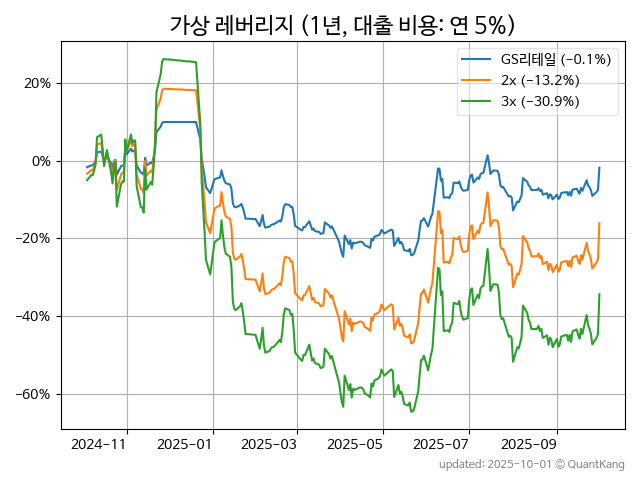 가상 레버리지 (1년, 대출 비용: 연 5%)
GS리테일 (−0.1%)
2x (−13.2%)
3x (−30.9%)
20%
0%
−20%
−40%
−60%
2024−11 2025−01 2025−03 2025−05 2025−07 2025−09
updated: 2025-10-01 © QuantKang